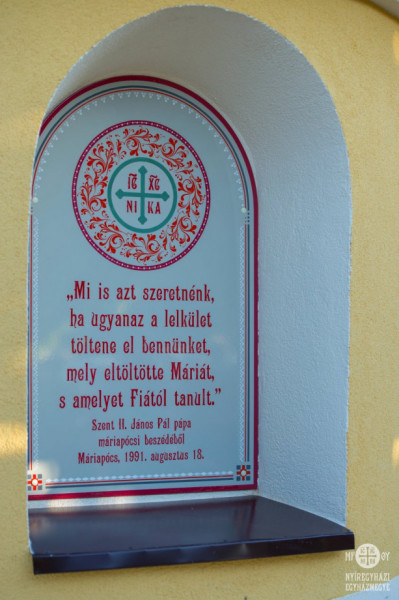 IC XC
NI KA
„Mi is azt szeretnénk,
ha ugyanaz a lelkület
töltene el bennünket,
mely eltöltötte Máriát,
s amelyet Fiától tanult.”
Szent II. János Pál pápa
máriapócsi beszédéből
Máriapócs, 1991. augusztus 18.
NYÍREGYHÁZI
EGYHÁZMEGYE